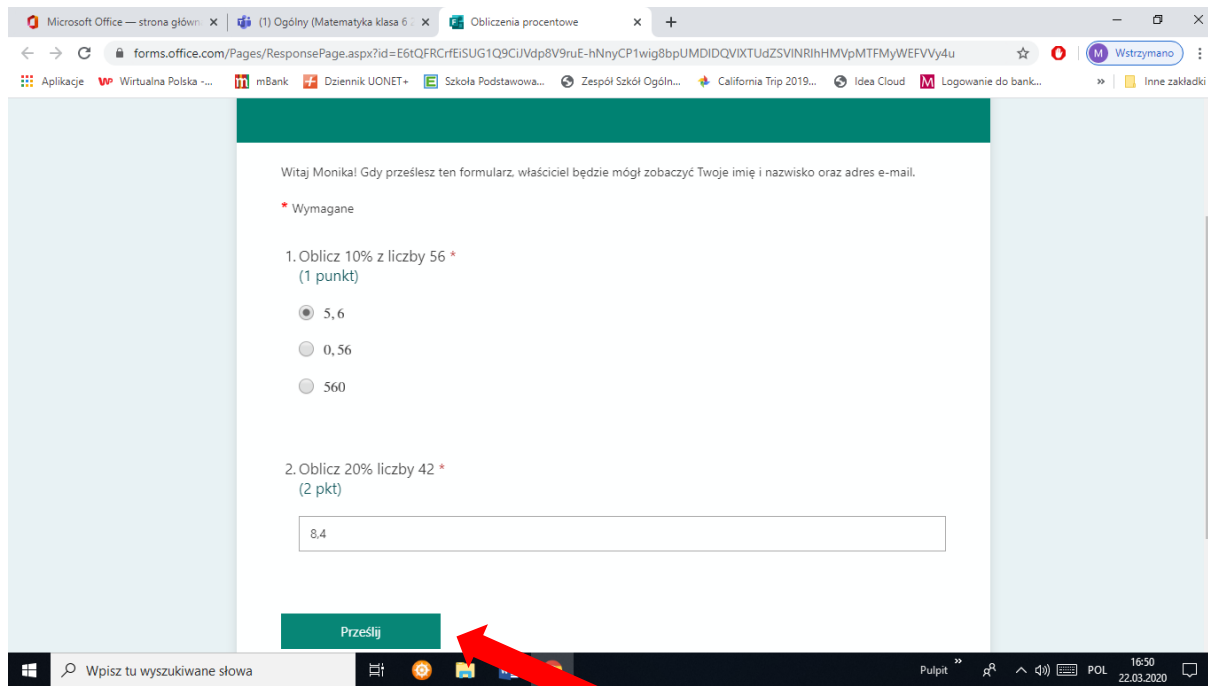 Microsoft Office — strona główn
(1) Ogólny (Matematyka klasa 6
Obliczenia procentowe
forms.office.com/Pages/ResponsePage.aspx?id=E6tQFRCrfEiSUG1Q9CiJVdp8V9ruE-hNnyCP1wig8bpUMDIDQVlXTUdZSVlNRlhHMVpMTFMyWEFVVy4u
M Wstrzymano
Aplikacje
Wirtualna Polska -...
mBank
Dziennik UONET+
Szkoła Podstawowa...
Zespół Szkół Ogóln...
California Trip 2019...
Idea Cloud
Logowanie do bank...
»
Inne zakładki
Witaj Monika! Gdy prześlesz ten formularz, właściciel będzie mógł zobaczyć Twoje imię i nazwisko oraz adres e-mail.
* Wymagane
1. Oblicz 10% z liczby 56 *
(1 punkt)
5, 6
0, 56
560
2. Oblicz 20% liczby 42 *
(2 pkt)
8,4
Prześlij
Wpisz tu wyszukiwane słowa
Pulpit »
POL
16:50
22.03.2020